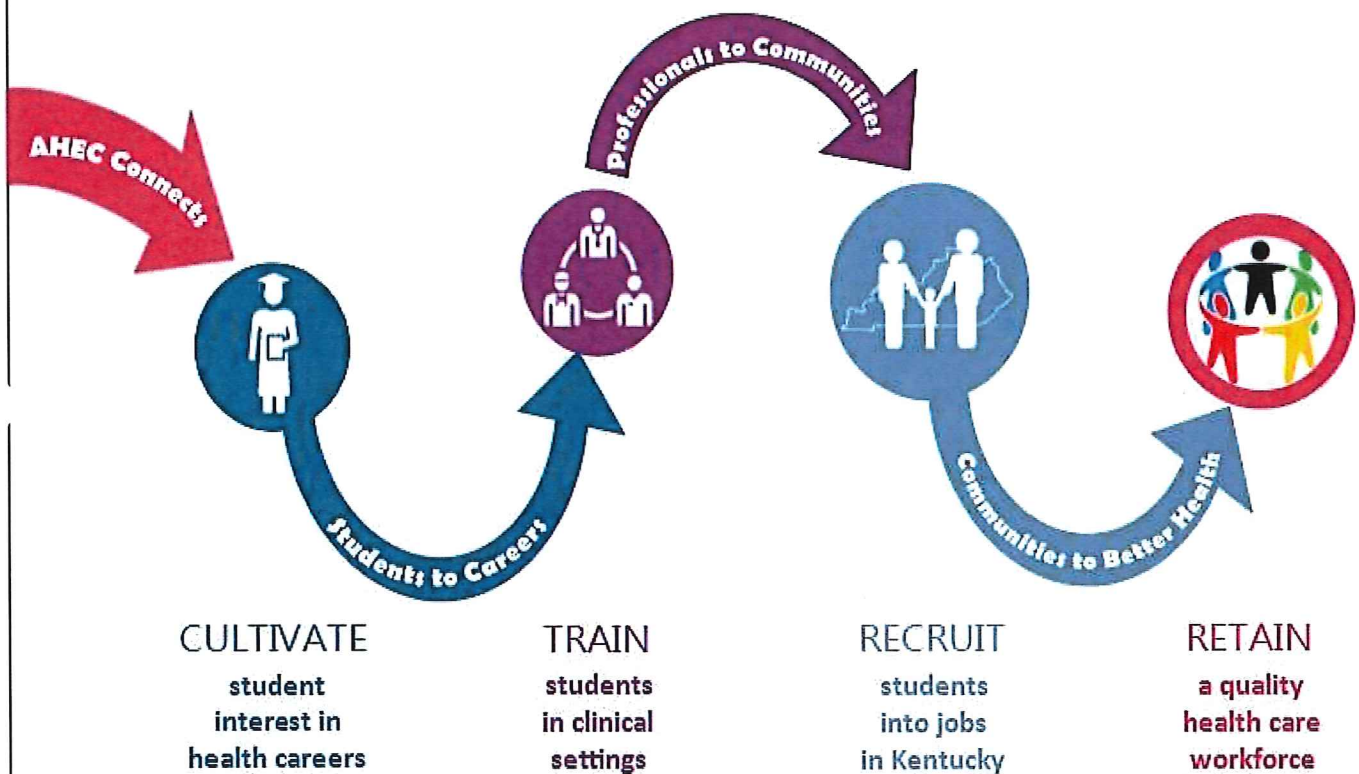 AHEC Connects
Students to Careers
Professionals to Communities
Communities to Better Health
CULTIVATE
student
interest in
health careers
TRAIN
students
in clinical
settings
RECRUIT
students
into jobs
in Kentucky
RETAIN
a quality
health care
workforce